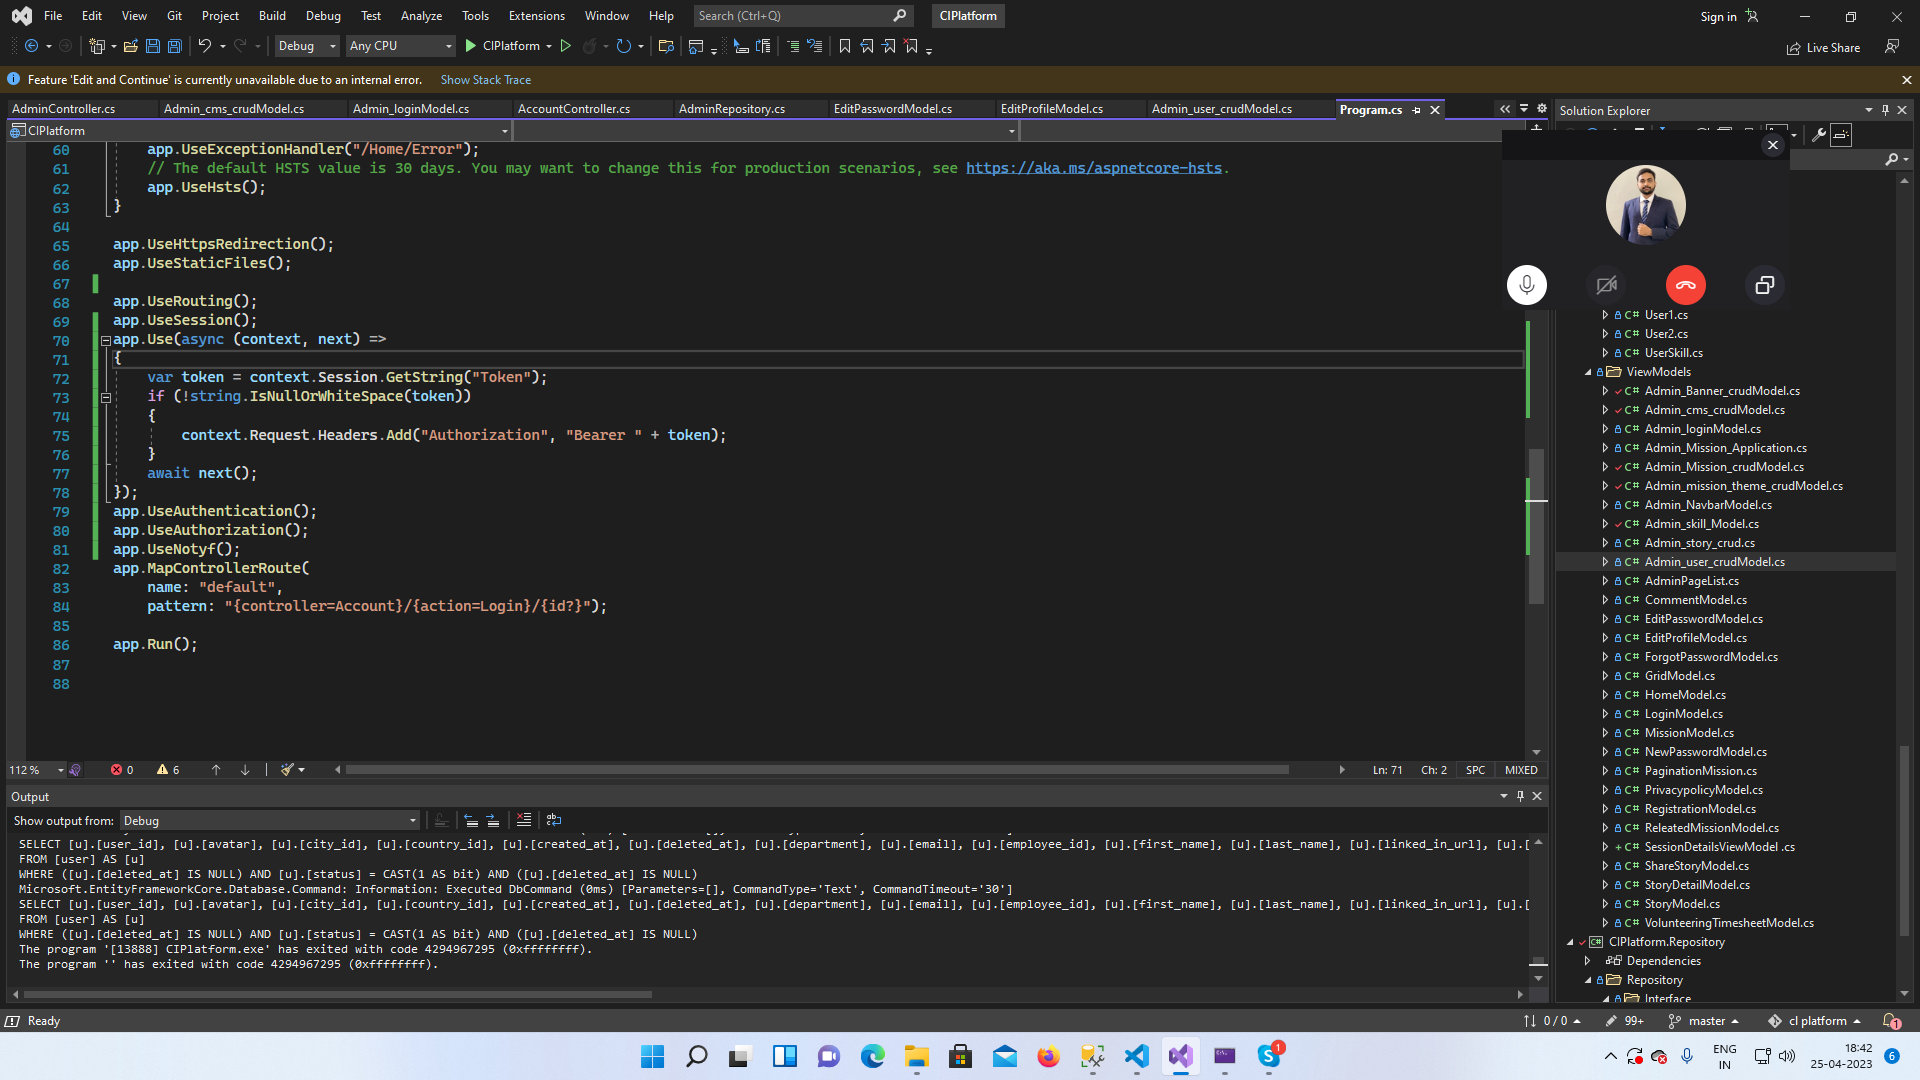 File Edit View Git Project Build Debug Test Analyze Tools Extensions Window Help Search (Ctrl+Q) CIPlatform Sign in
Debug Any CPU CIPlatform Live Share
Feature 'Edit and Continue' is currently unavailable due to an internal error. Show Stack Trace
AdminController.cs Admin_cms_crudModel.cs Admin_loginModel.cs AccountController.cs AdminRepository.cs EditPasswordModel.cs EditProfileModel.cs Admin_user_crudModel.cs Program.cs
CIPlatform
60 app.UseExceptionHandler("/Home/Error");
61 // The default HSTS value is 30 days. You may want to change this for production scenarios, see https://aka.ms/aspnetcore-hsts.
62 app.UseHsts();
63 }
64
65 app.UseHttpsRedirection();
66 app.UseStaticFiles();
67
68 app.UseRouting();
69 app.UseSession();
70 app.Use(async (context, next) =>
71 {
72 var token = context.Session.GetString("Token");
73 if (!string.IsNullOrWhiteSpace(token))
74 {
75 context.Request.Headers.Add("Authorization", "Bearer " + token);
76 }
77 await next();
78 });
79 app.UseAuthentication();
80 app.UseAuthorization();
81 app.UseNotyf();
82 app.MapControllerRoute(
83 name: "default",
84 pattern: "{controller=Account}/{action=Login}/{id?}");
85
86 app.Run();
87
88
112 % 0 6 Ln: 71 Ch: 2 SPC MIXED
Output
Show output from: Debug
SELECT [u].[user_id], [u].[avatar], [u].[city_id], [u].[country_id], [u].[created_at], [u].[deleted_at], [u].[department], [u].[email], [u].[employee_id], [u].[first_name], [u].[last_name], [u].[linked_in_url], [u].[
FROM [user] AS [u]
WHERE ([u].[deleted_at] IS NULL) AND [u].[status] = CAST(1 AS bit) AND ([u].[deleted_at] IS NULL)
Microsoft.EntityFrameworkCore.Database.Command: Information: Executed DbCommand (0ms) [Parameters=[], CommandType='Text', CommandTimeout='30']
SELECT [u].[user_id], [u].[avatar], [u].[city_id], [u].[country_id], [u].[created_at], [u].[deleted_at], [u].[department], [u].[email], [u].[employee_id], [u].[first_name], [u].[last_name], [u].[linked_in_url], [u].[
FROM [user] AS [u]
WHERE ([u].[deleted_at] IS NULL) AND [u].[status] = CAST(1 AS bit) AND ([u].[deleted_at] IS NULL)
The program '[13888] CIPlatform.exe' has exited with code 4294967295 (0xffffffff).
The program '' has exited with code 4294967295 (0xffffffff).
Solution Explorer
C# User1.cs
C# User2.cs
C# UserSkill.cs
ViewModels
C# Admin_Banner_crudModel.cs
C# Admin_cms_crudModel.cs
C# Admin_loginModel.cs
C# Admin_Mission_Application.cs
C# Admin_Mission_crudModel.cs
C# Admin_mission_theme_crudModel.cs
C# Admin_NavbarModel.cs
C# Admin_skill_Model.cs
C# Admin_story_crud.cs
C# Admin_user_crudModel.cs
C# AdminPageList.cs
C# CommentModel.cs
C# EditPasswordModel.cs
C# EditProfileModel.cs
C# ForgotPasswordModel.cs
C# GridModel.cs
C# HomeModel.cs
C# LoginModel.cs
C# MissionModel.cs
C# NewPasswordModel.cs
C# PaginationMission.cs
C# PrivacypolicyModel.cs
C# RegistrationModel.cs
C# ReleatedMissionModel.cs
C# SessionDetailsViewModel .cs
C# ShareStoryModel.cs
C# StoryDetailModel.cs
C# StoryModel.cs
C# VolunteeringTimesheetModel.cs
CIPlatform.Repository
Dependencies
Repository
Interface
Ready 0 / 0 99+ master cI platform 1
1 ENG IN 18:42 25-04-2023 6